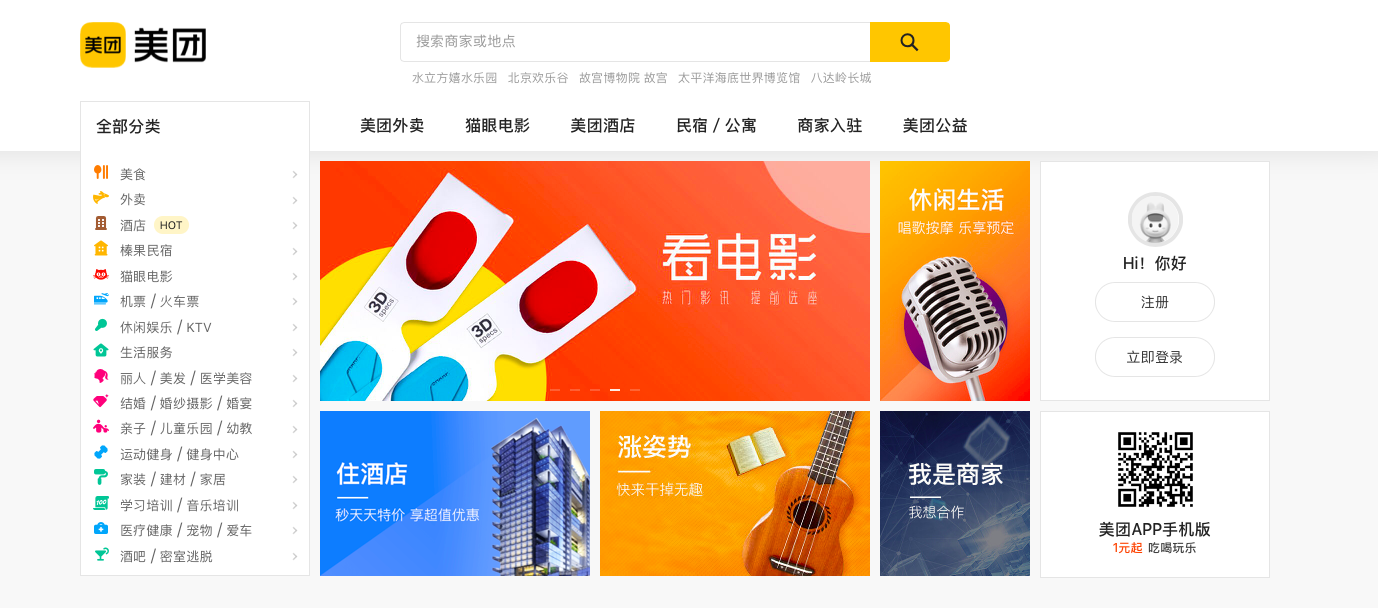 美团 美团
搜索商家或地点
水立方嬉水乐园 北京欢乐谷 故宫博物院 故宫 太平洋海底世界博览馆 八达岭长城
全部分类
美团外卖 猫眼电影 美团酒店 民宿 / 公寓 商家入驻 美团公益
美食
外卖
酒店 HOT
榛果民宿
猫眼电影
机票 / 火车票
休闲娱乐 / KTV
生活服务
丽人 / 美发 / 医学美容
结婚 / 婚纱摄影 / 婚宴
亲子 / 儿童乐园 / 幼教
运动健身 / 健身中心
家装 / 建材 / 家居
学习培训 / 音乐培训
医疗健康 / 宠物 / 爱车
酒吧 / 密室逃脱
3D
specs
3D
specs
看电影
热门影讯 提前选座
休闲生活
唱歌按摩 乐享预定
Hi！你好
注册
立即登录
住酒店
秒天天特价 享超值优惠
涨姿势
快来干掉无趣
我是商家
我想合作
美团APP手机版
1元起 吃喝玩乐